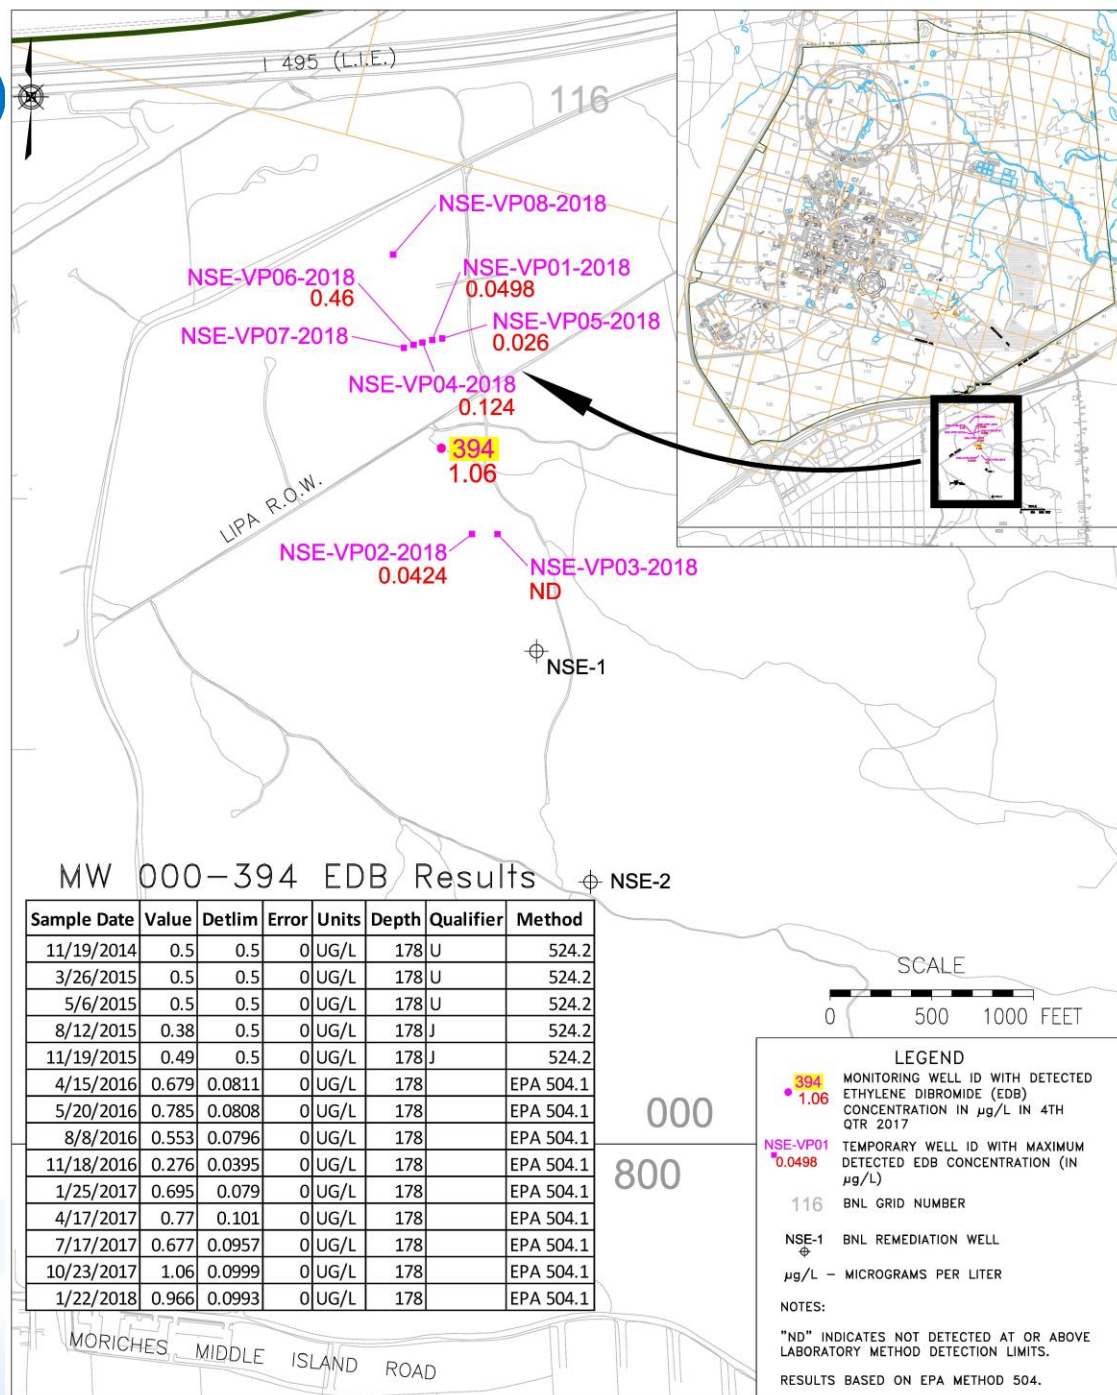 I 495 (L.I.E.)
116
NSE-VP08-2018
NSE-VP06-2018
0.46
NSE-VP01-2018
0.0498
NSE-VP07-2018
NSE-VP05-2018
0.026
NSE-VP04-2018
0.124
394
1.06
LIPA R.O.W.
NSE-VP02-2018
0.0424
NSE-VP03-2018
ND
NSE-1
NSE-2
MW 000-394 EDB Results
Sample Date Value Detlim Error Units Depth Qualifier Method
11/19/2014 0.5 0.5 0 UG/L 178 U 524.2
3/26/2015 0.5 0.5 0 UG/L 178 U 524.2
5/6/2015 0.5 0.5 0 UG/L 178 U 524.2
8/12/2015 0.38 0.5 0 UG/L 178 J 524.2
11/19/2015 0.49 0.5 0 UG/L 178 J 524.2
4/15/2016 0.679 0.0811 0 UG/L 178 EPA 504.1
5/20/2016 0.785 0.0808 0 UG/L 178 EPA 504.1
8/8/2016 0.553 0.0796 0 UG/L 178 EPA 504.1
11/18/2016 0.276 0.0395 0 UG/L 178 EPA 504.1
1/25/2017 0.695 0.079 0 UG/L 178 EPA 504.1
4/17/2017 0.77 0.101 0 UG/L 178 EPA 504.1
7/17/2017 0.677 0.0957 0 UG/L 178 EPA 504.1
10/23/2017 1.06 0.0999 0 UG/L 178 EPA 504.1
1/22/2018 0.966 0.0993 0 UG/L 178 EPA 504.1
SCALE
0 500 1000 FEET
000
800
LEGEND
394
1.06
MONITORING WELL ID WITH DETECTED
ETHYLENE DIBROMIDE (EDB)
CONCENTRATION IN µg/L IN 4TH
QTR 2017
NSE-VP01
0.0498
TEMPORARY WELL ID WITH MAXIMUM
DETECTED EDB CONCENTRATION (IN
µg/L)
116 BNL GRID NUMBER
NSE-1 BNL REMEDIATION WELL
µg/L - MICROGRAMS PER LITER
NOTES:
"ND" INDICATES NOT DETECTED AT OR ABOVE
LABORATORY METHOD DETECTION LIMITS.
RESULTS BASED ON EPA METHOD 504.
MORICHES MIDDLE ISLAND ROAD